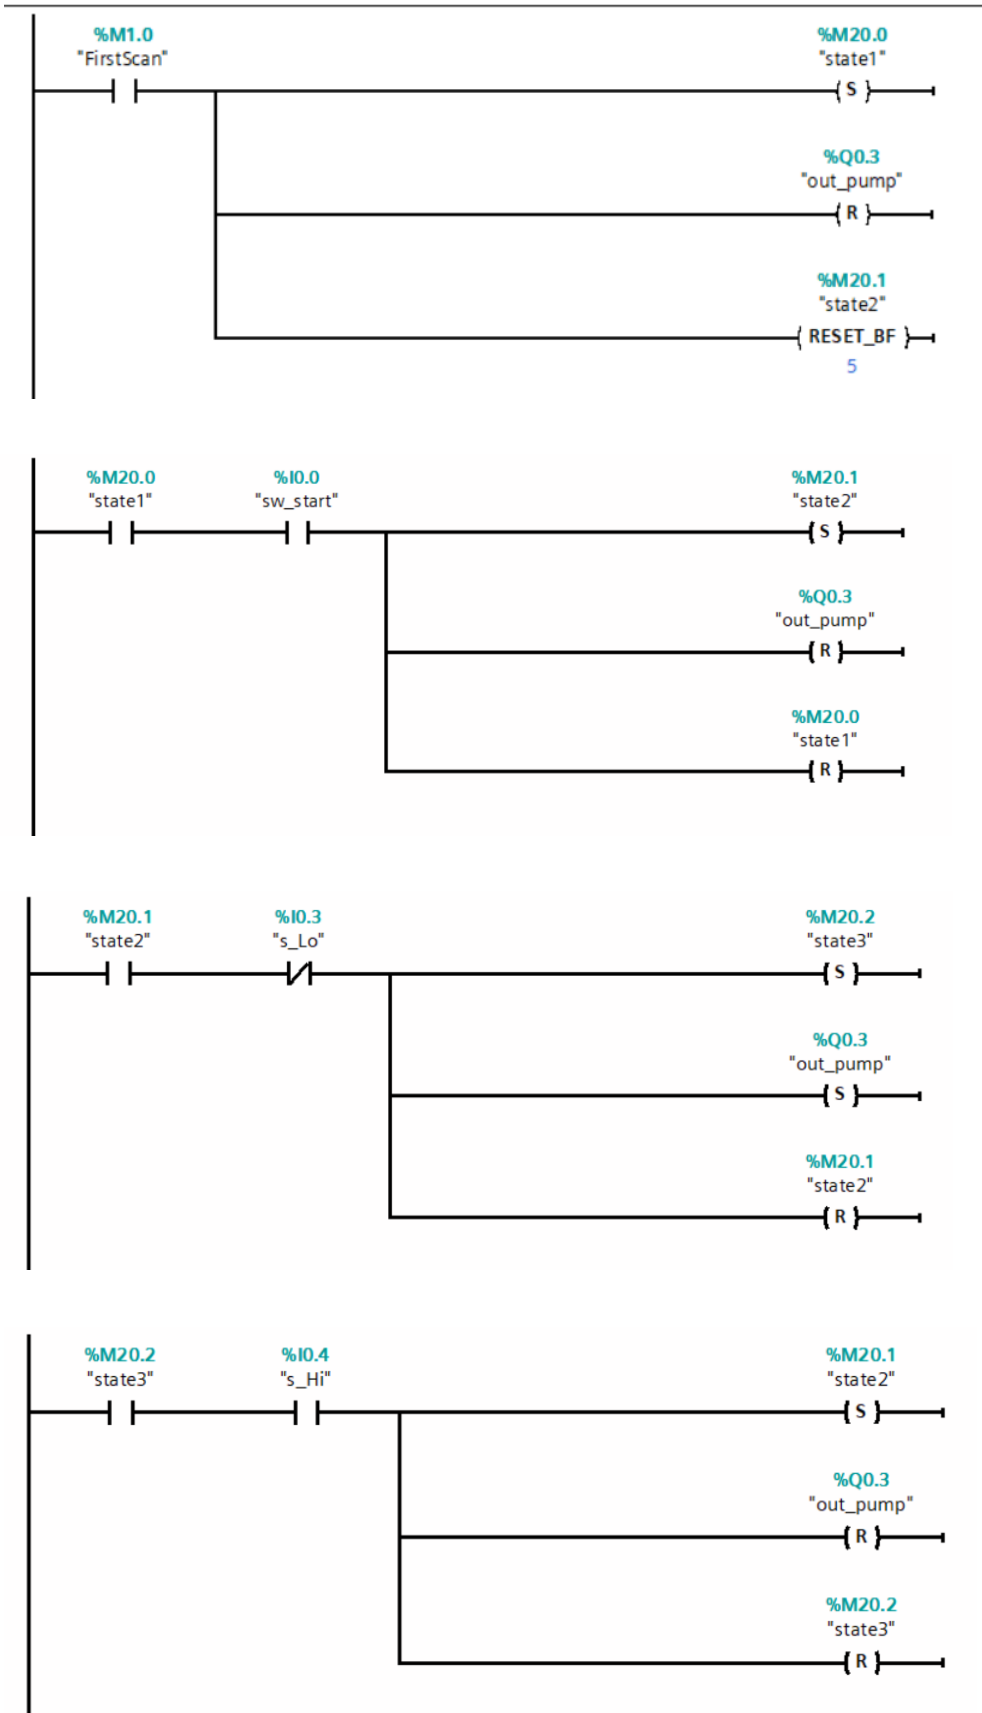 %M1.0
"FirstScan"
%M20.0
"state1"
S
%Q0.3
"out_pump"
R
%M20.1
"state2"
RESET_BF
5
%M20.0
"state1"
%I0.0
"sw_start"
%M20.1
"state2"
S
%Q0.3
"out_pump"
R
%M20.0
"state1"
R
%M20.1
"state2"
%I0.3
"s_Lo"
%M20.2
"state3"
S
%Q0.3
"out_pump"
S
%M20.1
"state2"
R
%M20.2
"state3"
%I0.4
"s_Hi"
%M20.1
"state2"
S
%Q0.3
"out_pump"
R
%M20.2
"state3"
R